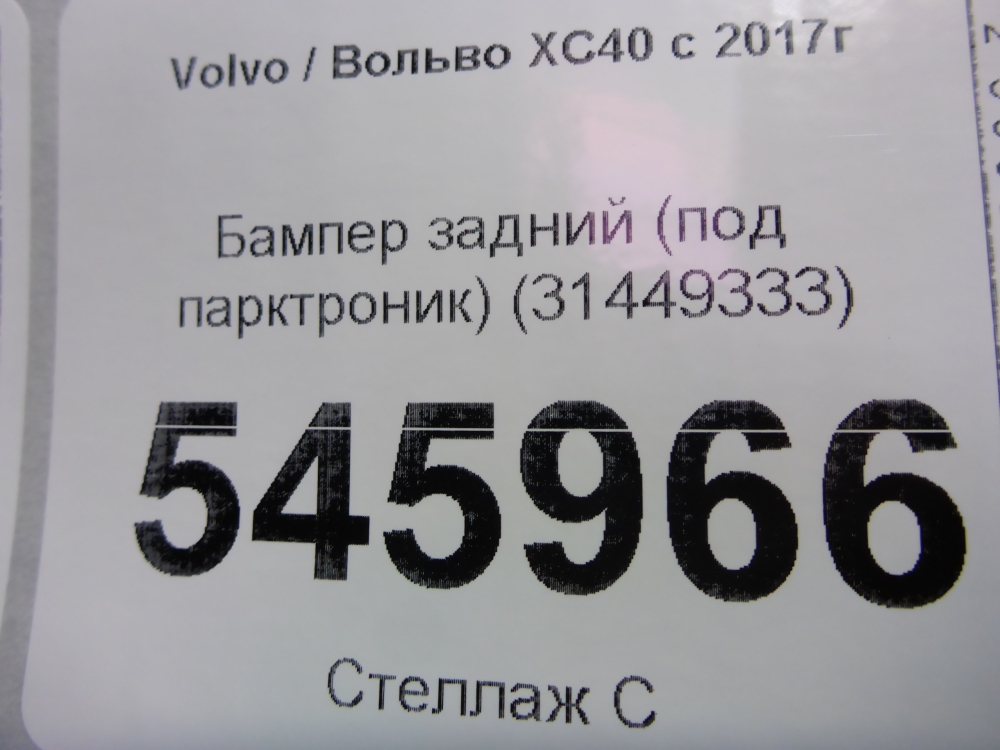 Volvo / Вольво XC40 с 2017г
Бампер задний (под
парктроник) (31449333)
545966
Стеллаж С